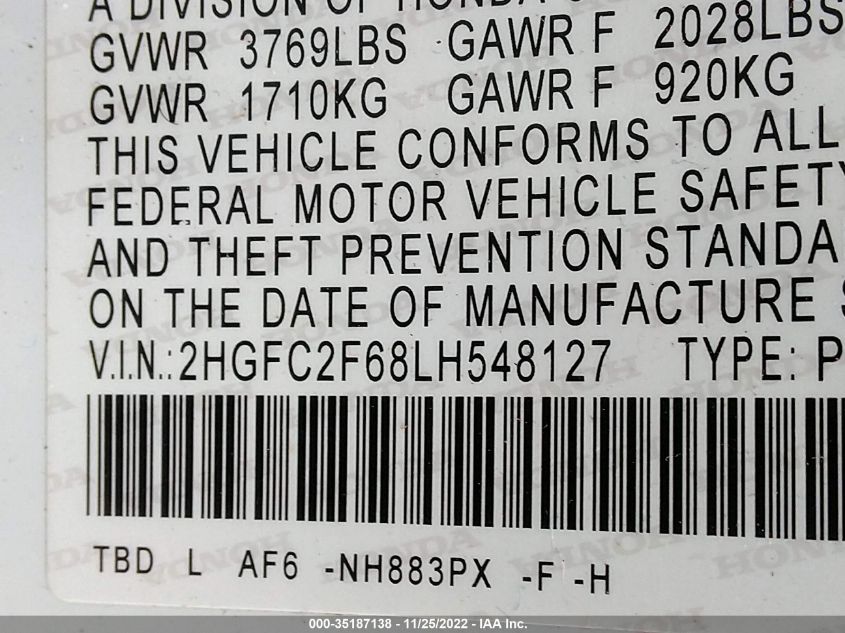 A DIVISION OF HONDA
GVWR 3769LBS GAWR F 2028LBS
GVWR 1710KG GAWR F 920KG
THIS VEHICLE CONFORMS TO ALL
FEDERAL MOTOR VEHICLE SAFETY
AND THEFT PREVENTION STANDA
ON THE DATE OF MANUFACTURE S
V.I.N.:2HGFC2F68LH548127 TYPE: P
TBD L AF6 -NH883PX -F -H
000-35187138 - 11/25/2022 - IAA Inc.